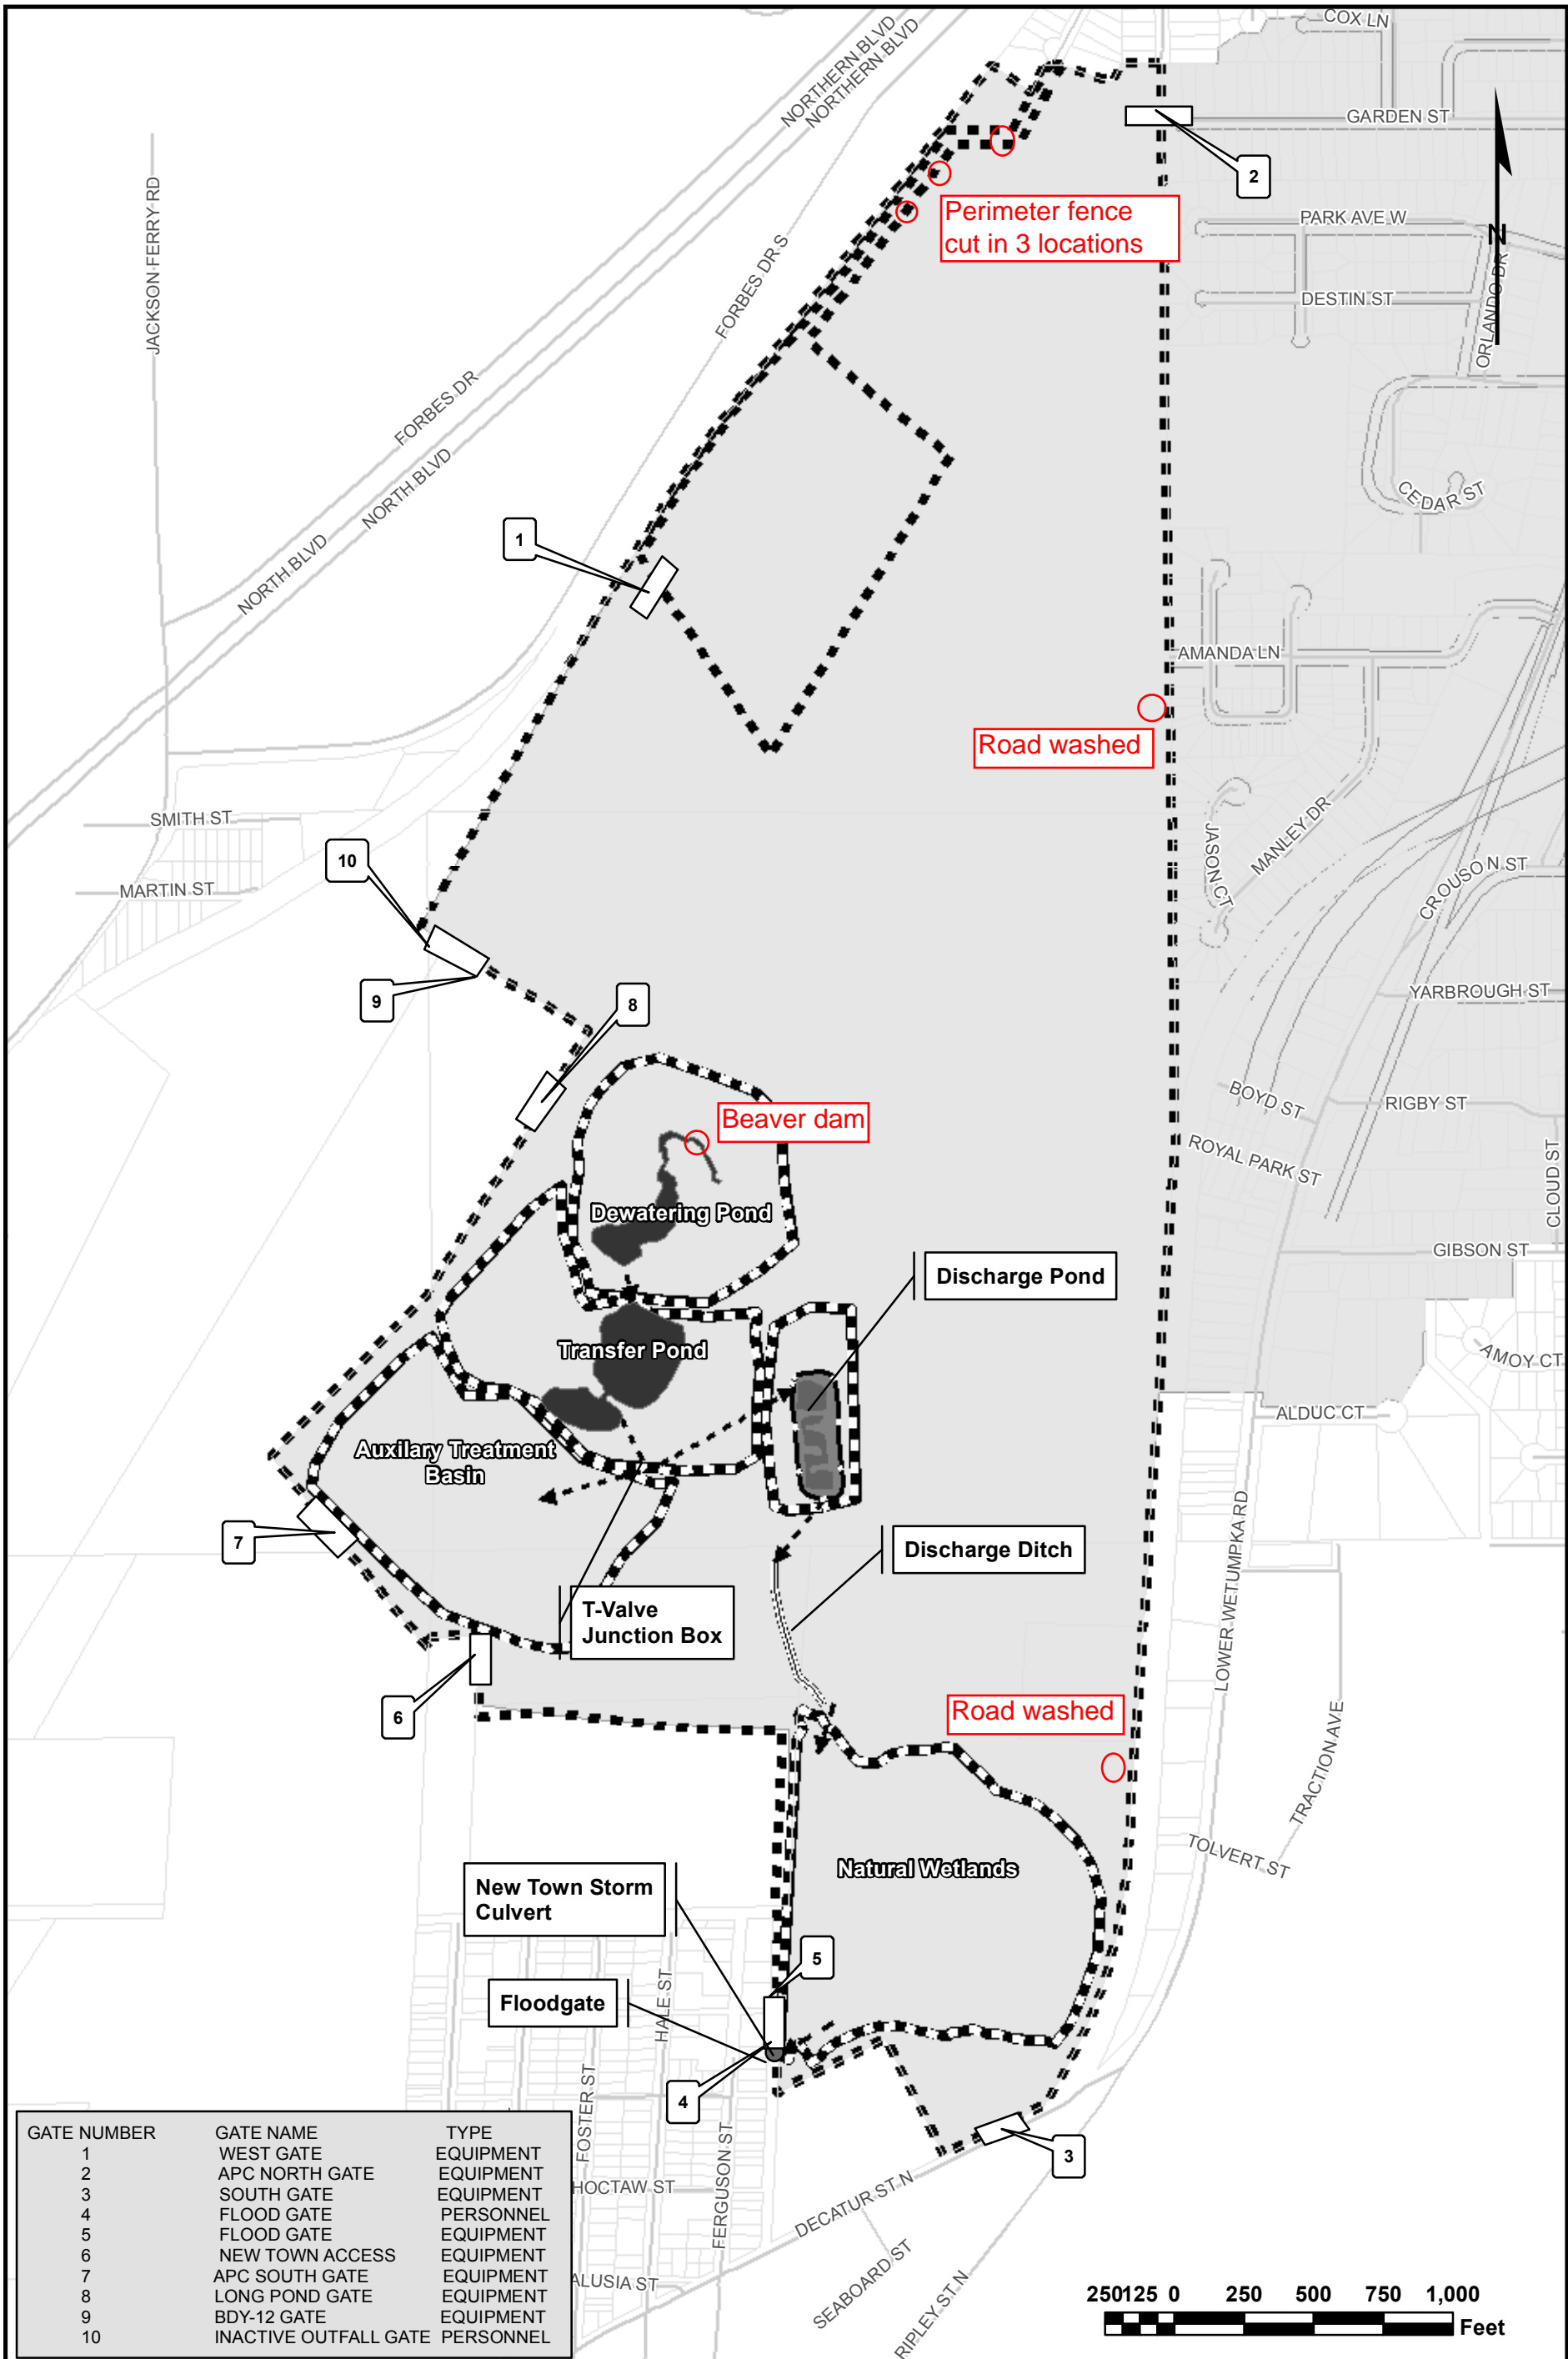 COX LN
NORTHERN BLVD
NORTHERN BLVD
GARDEN ST
2
JACKSON FERRY RD
PARK AVE W
Perimeter fence
cut in 3 locations
N
FORBES DR S
DESTIN ST
ORLANDO DR
FORBES DR
NORTH BLVD
CEDAR ST
1
NORTH BLVD
AMANDA LN
Road washed
SMITH ST
JASON CT
MANLEY DR
10
MARTIN ST
CROUSON ST
9
8
YARBROUGH ST
BOYD ST
RIGBY ST
Beaver dam
ROYAL PARK ST
CLOUD ST
Dewatering Pond
GIBSON ST
Discharge Pond
Transfer Pond
AMOY CT
ALDUC CT
Auxilary Treatment
Basin
7
Discharge Ditch
LOWER WETUMPKA RD
T-Valve
Junction Box
6
Road washed
TRACTION AVE
TOLVERT ST
Natural Wetlands
New Town Storm
Culvert
5
Floodgate
HALE ST
4
FOSTER ST
FERGUSON ST
3
HOCTAW ST
DECATUR ST N
SEABOARD ST
RIPLEY ST N
ALUSIA ST
GATE NUMBER GATE NAME TYPE
1 WEST GATE EQUIPMENT
2 APC NORTH GATE EQUIPMENT
3 SOUTH GATE EQUIPMENT
4 FLOOD GATE PERSONNEL
5 FLOOD GATE EQUIPMENT
6 NEW TOWN ACCESS EQUIPMENT
7 APC SOUTH GATE EQUIPMENT
8 LONG POND GATE EQUIPMENT
9 BDY-12 GATE EQUIPMENT
10 INACTIVE OUTFALL GATE PERSONNEL
250 125 0 250 500 750 1,000
Feet